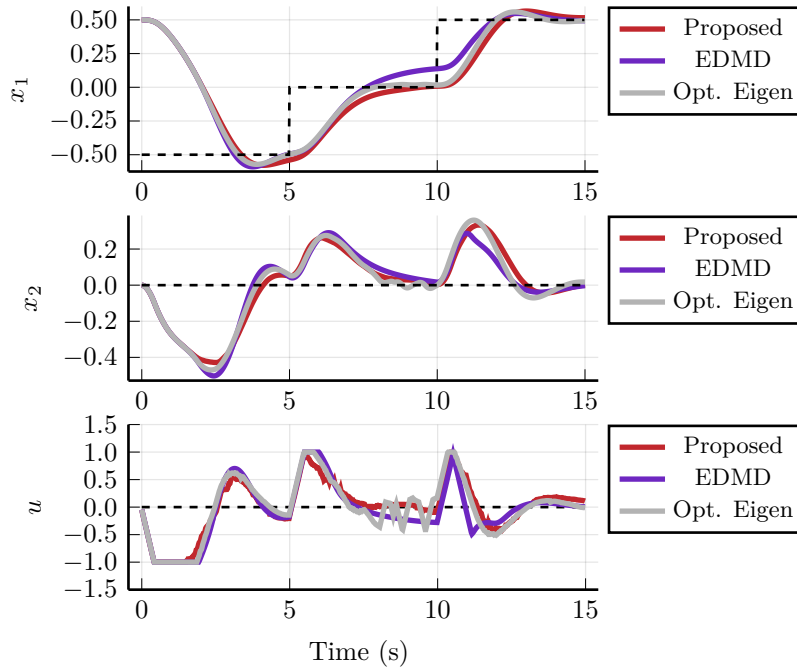 0.50
0.25
0.00
−0.25
−0.50
x1
0 5 10 15
Proposed
EDMD
Opt. Eigen
0.2
0.0
−0.2
−0.4
x2
0 5 10 15
Proposed
EDMD
Opt. Eigen
1.5
1.0
0.5
0.0
−0.5
−1.0
−1.5
u
0 5 10 15
Proposed
EDMD
Opt. Eigen
Time (s)